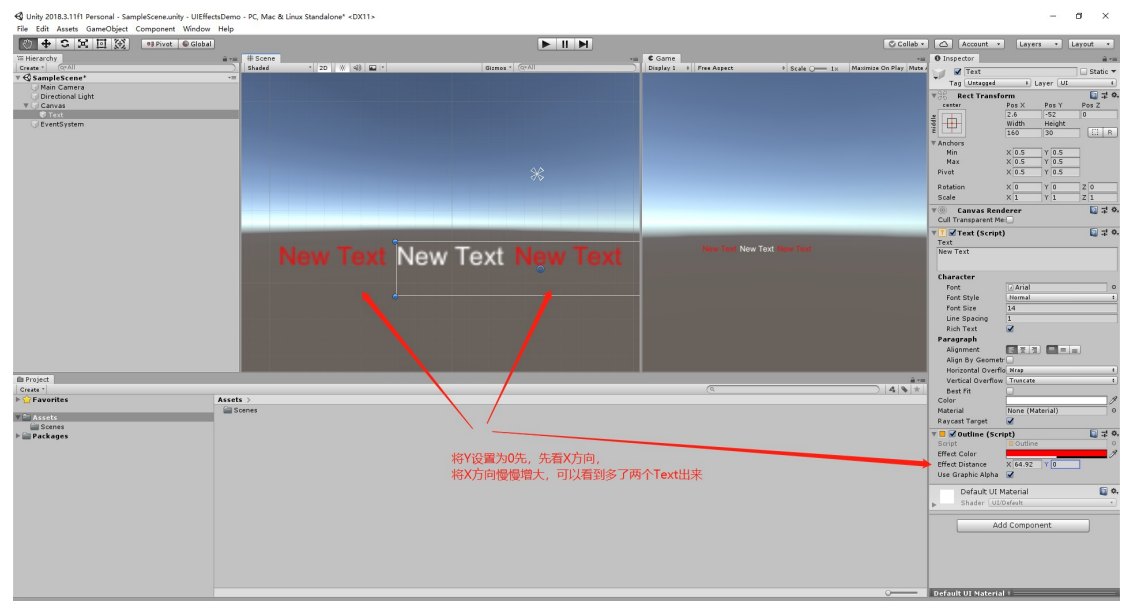 Unity 2018.3.11f1 Personal - SampleScene.unity - UIEffectsDemo - PC, Mac & Linux Standalone* <DX11>
File Edit Assets GameObject Component Window Help
Pivot Global Collab Account Layers Layout
Hierarchy
Create All
SampleScene*
Main Camera
Directional Light
Canvas
Text
EventSystem
Scene
Shaded 2D Gizmos All
New Text New Text New Text
Game
Display 1 Free Aspect Scale 1x Maximize On Play Mute
New Text New Text New Text
Inspector
Text Static
Tag Untagged Layer UI
Rect Transform
center Pos X Pos Y Pos Z
middle 2.6 -52 0
Width Height
160 30 R
Anchors
Min X 0.5 Y 0.5
Max X 0.5 Y 0.5
Pivot X 0.5 Y 0.5
Rotation X 0 Y 0 Z 0
Scale X 1 Y 1 Z 1
Canvas Renderer
Cull Transparent Me
Text (Script)
Text
New Text
Character
Font Arial
Font Style Normal
Font Size 14
Line Spacing 1
Rich Text
Paragraph
Alignment
Align By Geometr
Horizontal Overflo Wrap
Vertical Overflow Truncate
Best Fit
Color
Material None (Material)
Raycast Target
Outline (Script)
Script Outline
Effect Color
Effect Distance X 64.92 Y 0
Use Graphic Alpha
Default UI Material
Shader UI/Default
Add Component
Default UI Material
Project
Create
Favorites
Assets
Scenes
Packages
Assets
Scenes
将Y设置为0先，先看X方向，
将X方向慢慢增大，可以看到多了两个Text出来